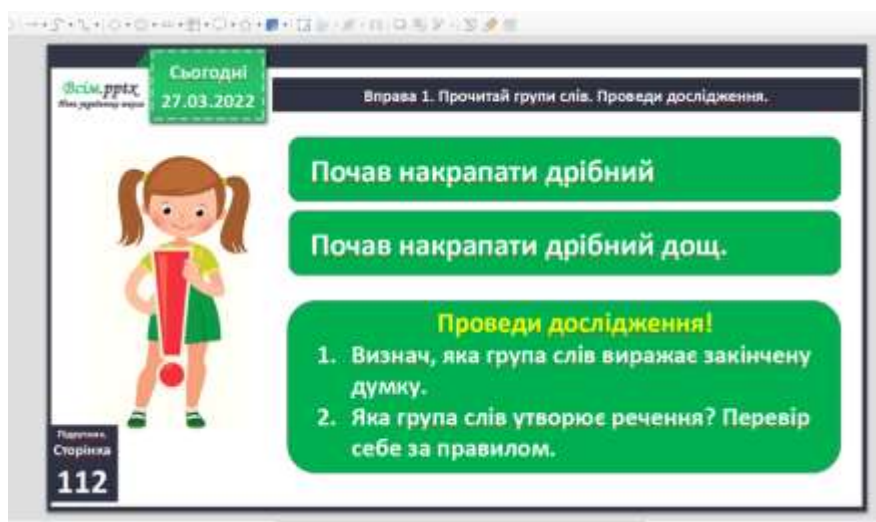 Всім.pptx
Сьогодні
27.03.2022
Вправа 1. Прочитай групи слів. Проведи дослідження.
Почав накрапати дрібний
Почав накрапати дрібний дощ.
Проведи дослідження!
1. Визнач, яка група слів виражає закінчену
думку.
2. Яка група слів утворює речення? Перевір
себе за правилом.
Підручник.
Сторінка
112